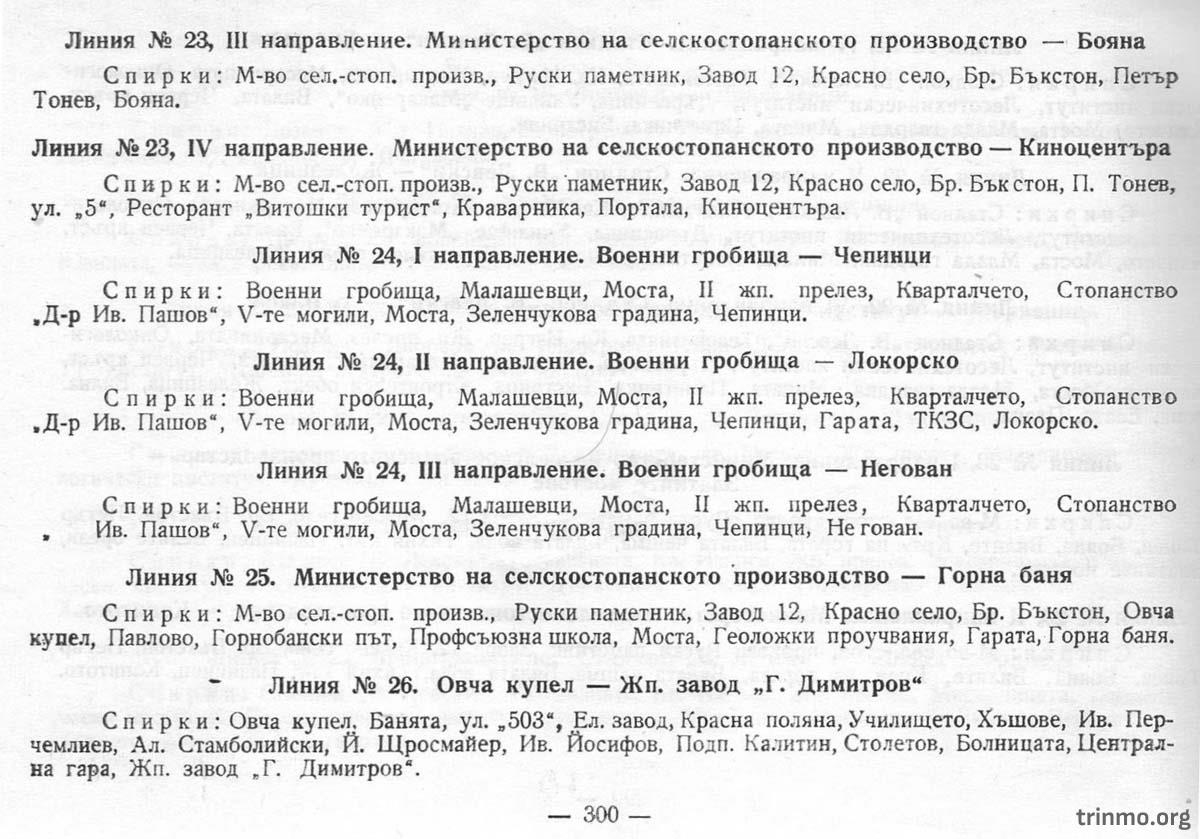 Линия № 23, III направление. Министерство на селскостопанското производство — Бояна
Спирки: М-во сел.-стоп. произв., Руски паметник, Завод 12, Красно село, Бр. Бъкстон, Петър
Тонев, Бояна.
Линия № 23, IV направление. Министерство на селскостопанското производство — Киноцентъра
Спирки: М-во сел.-стоп. произв., Руски паметник, Завод 12, Красно село, Бр. Бъкстон, П. Тонев,
ул. „5“ Ресторант „Витошки турист“, Краварника, Портала, Киноцентъра.
Линия № 24, I направление. Военни гробища — Чепинци
Спирки: Военни гробища, Малашевци, Моста, II жп. прелез, Кварталчето, Стопанство
„Д-р Ив. Пашов“, V-те могили, Моста, Зеленчукова градина, Чепинци.
Линия № 24, II направление. Военни гробища — Локорско
Спирки: Военни гробища, Малашевци, Моста, II жп. прелез, Кварталчето, Стопанство
„Д-р Ив. Пашов“, V-те могили, Моста, Зеленчукова градина, Чепинци, Гарата, ТКЗС, Локорско.
Линия № 24, III направление. Военни гробища — Негован
Спирки: Военни гробища, Малашевци, Моста, II жп. прелез, Кварталчето, Стопанство
Ив. Пашов“, V-те могили, Моста, Зеленчукова градина, Чепинци, Негован.
Линия № 25. Министерство на селскостопанското производство — Горна баня
Спирки: М-во сел.-стоп. произв., Руски паметник, Завод 12, Красно село, Бр. Бъкстон, Овча
купел, Павлово, Горнобански път, Профсъюзна школа, Моста, Геоложки проучвания, Гарата, Горна баня.
Линия № 26. Овча купел — Жп. завод „Г. Димитров“
Спирки: Овча купел, Банята, ул. „503“, Ел. завод, Красна поляна, Училището, Хъшове, Ив. Пер-
чемлиев, Ал. Стамболийски, Й. Щросмайер, Ив. Йосифов, Подп. Калитин, Столетов, Болницата, Централ-
на гара, Жп. завод „Г. Димитров“.
— 300 —
trinmo.org